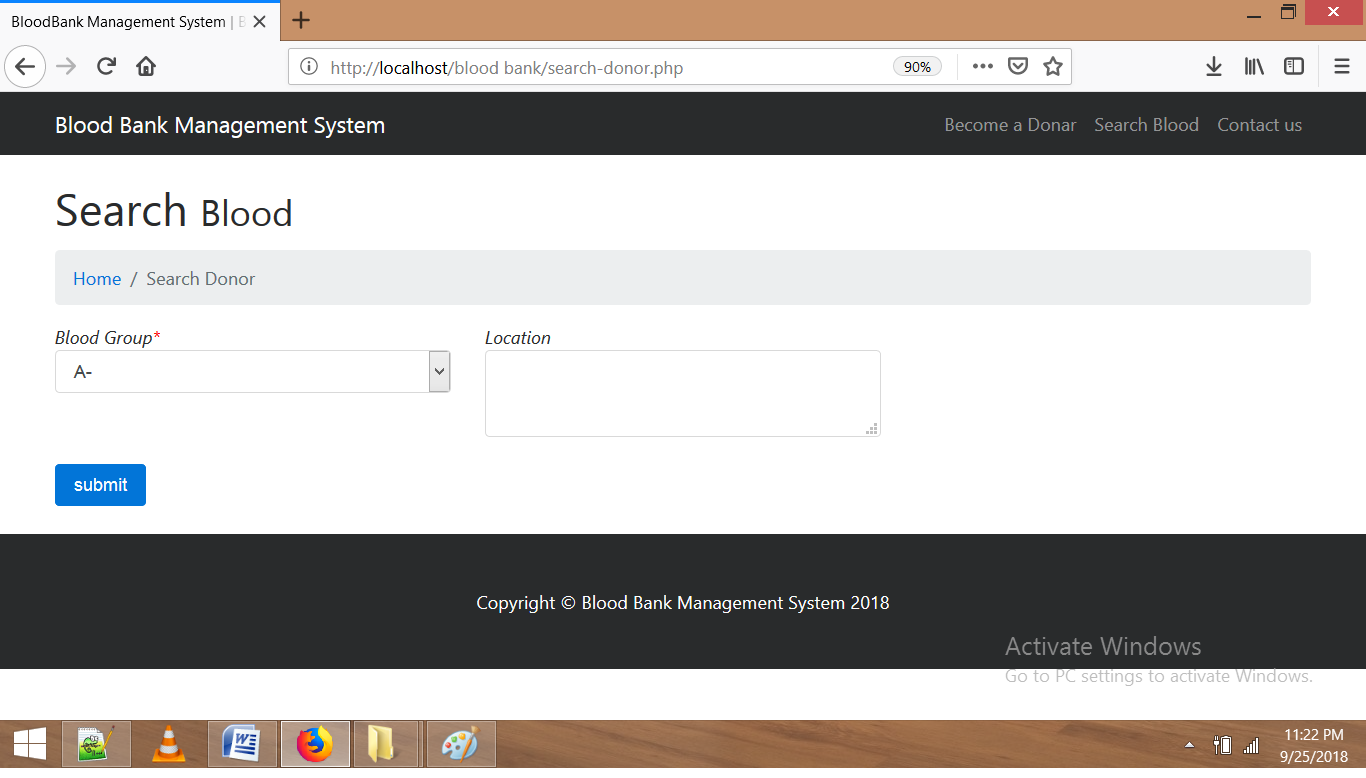 BloodBank Management System | B
http://localhost/blood bank/search-donor.php
90%
Blood Bank Management System
Become a Donar Search Blood Contact us
Search Blood
Home / Search Donor
Blood Group* Location
A-
submit
Copyright © Blood Bank Management System 2018
Activate Windows
Go to PC settings to activate Windows.
11:22 PM
9/25/2018